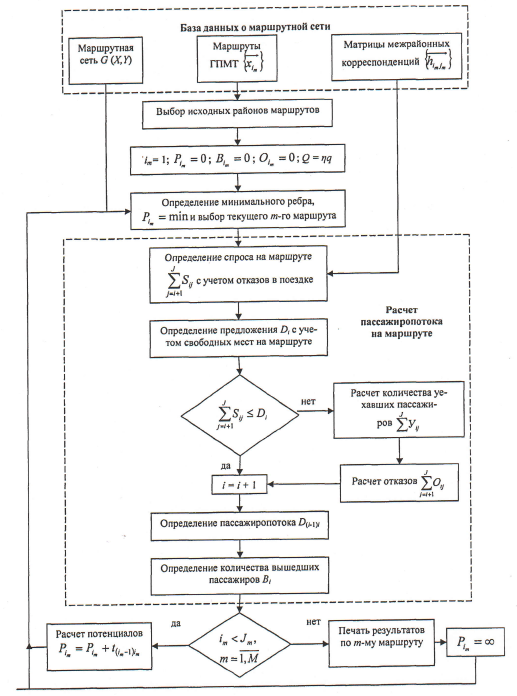 База данных о маршрутной сети
Маршрутная
сеть G (X,Y)
Маршруты
ГПМТ {x_{i_m}}
Матрицы межрайонных
корреспонденций {h_{i_m j_m}}
Выбор исходных районов маршрутов
i_m = 1; P_{i_m} = 0; B_{i_m} = 0; O_{i_m} = 0; Q = ηq
Определение минимального ребра,
P_{i_m} = min и выбор текущего m-го маршрута
Определение спроса на маршруте
∑_{j=i+1}^{J} S_{ij} с учетом отказов в поездке
Расчет
пассажиропотока
на маршруте
Определение предложения D_i с уче-
том свободных мест на маршруте
∑_{j=i+1}^{J} S_{ij} ≤ D_i
нет
Расчет количества уе-
хавших пассажи-
ров ∑^{J} y_{ij}
да
i = i + 1
Расчет отказов ∑_{i=i+1}^{J} O_{ij}
Определение пассажиропотока D_{(i-1)i}
Определение количества вышедших
пассажиров B_i
Расчет потенциалов
P_{i_m} = P_{i_m} + t_{(i_m-1)i_m}
да
i_m < J_m,
m = 1, M
нет
Печать результатов
по m-му маршруту
P_{i_m} = ∞